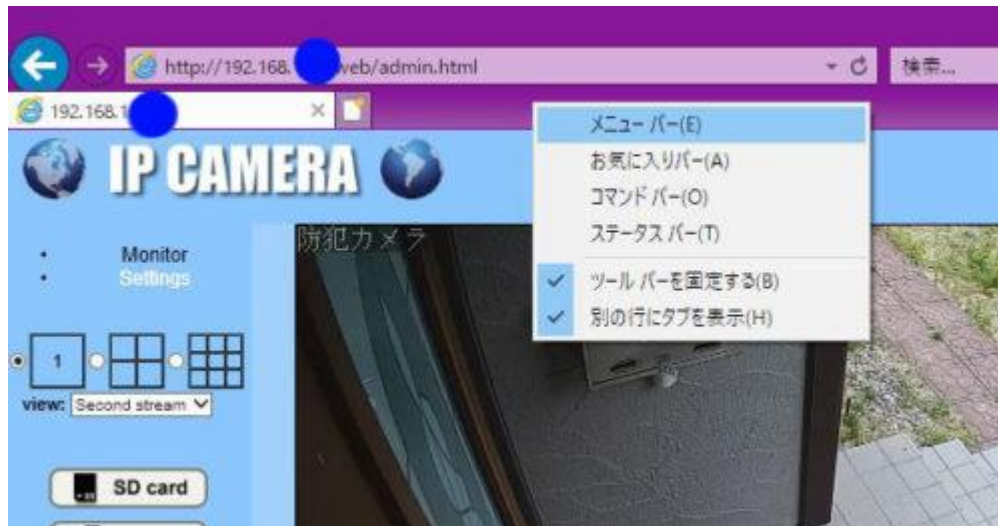 http://192.168. web/admin.html
検索...
192.168.1
メニュー バー(E)
お気に入りバー(A)
コマンド バー(O)
ステータス バー(T)
ツール バーを固定する(B)
別の行にタブを表示(H)
IP CAMERA
Monitor
Settings
防犯カメラ
1
view: Second stream
SD card